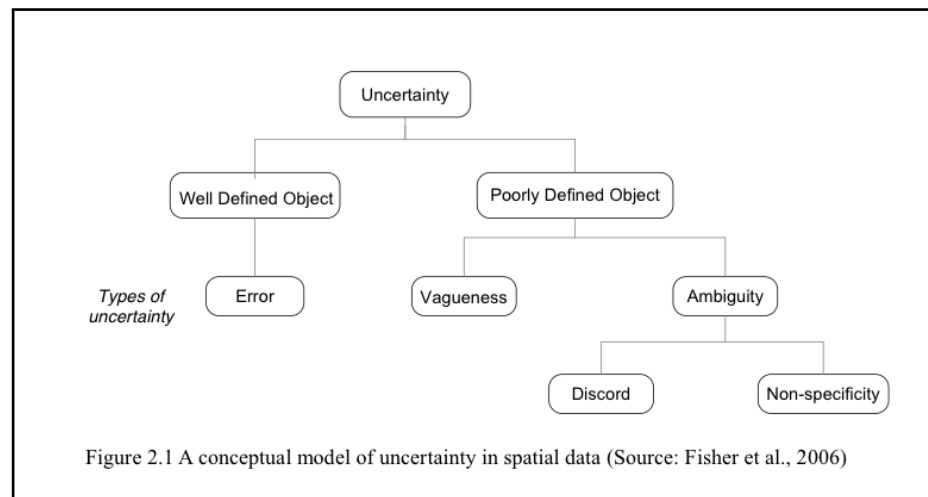 Uncertainty
Well Defined Object
Poorly Defined Object
Types of
uncertainty
Error
Vagueness
Ambiguity
Discord
Non-specificity
Figure 2.1 A conceptual model of uncertainty in spatial data (Source: Fisher et al., 2006)